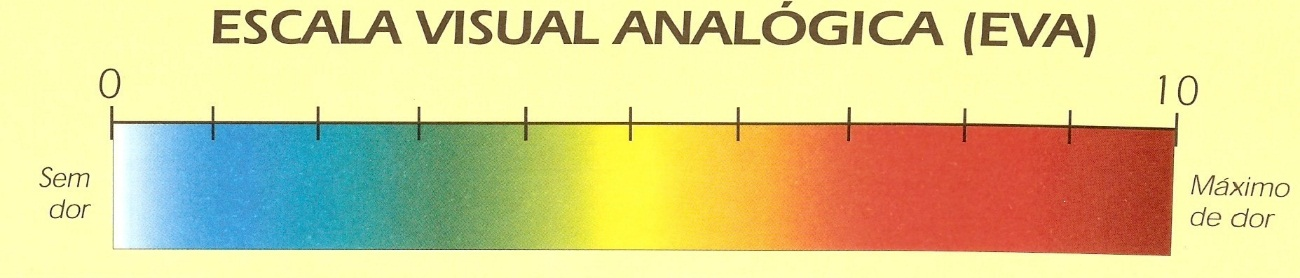 ESCALA VISUAL ANALÓGICA (EVA)
0
10
Sem
dor
Máximo
de dor